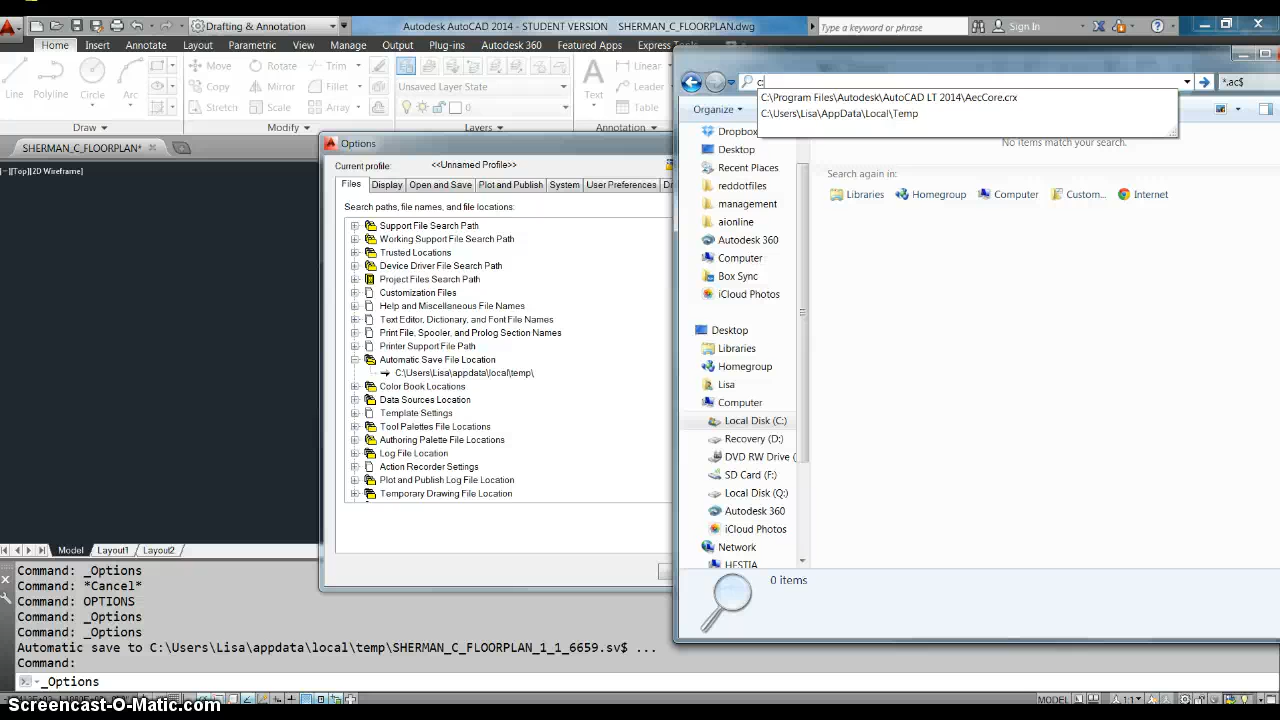 Drafting & Annotation
Autodesk AutoCAD 2014 - STUDENT VERSION SHERMAN_C_FLOORPLAN.dwg
Type a keyword or phrase
Sign In
Home Insert Annotate Layout Parametric View Manage Output Plug-ins Autodesk 360 Featured Apps Express
Line Polyline Circle Arc
Move Rotate Trim
Copy Mirror
Stretch Scale Array
Draw Modify Layers Annotation
Unsaved Layer State
0
Text
Linear
Leader
Table
SHERMAN_C_FLOORPLAN*
[Top][2D Wireframe]
Options
Current profile: <<Unnamed Profile>>
Files Display Open and Save Plot and Publish System User Preferences
Search paths, file names, and file locations:
Support File Search Path
Working Support File Search Path
Trusted Locations
Device Driver File Search Path
Project Files Search Path
Customization Files
Help and Miscellaneous File Names
Text Editor, Dictionary, and Font File Names
Print File, Spooler, and Prolog Section Names
Printer Support File Path
Automatic Save File Location
C:\Users\Lisa\appdata\local\temp\
Color Book Locations
Data Sources Location
Template Settings
Tool Palettes File Locations
Authoring Palette File Locations
Log File Location
Action Recorder Settings
Plot and Publish Log File Location
Temporary Drawing File Location
c
*.ac$
C:\Program Files\Autodesk\AutoCAD LT 2014\AecCore.crx
C:\Users\Lisa\AppData\Local\Temp
Organize
No items match your search.
Search again in:
Libraries Homegroup Computer Custom... Internet
Dropbox
Desktop
Recent Places
reddotfiles
management
aionline
Autodesk 360
Computer
Box Sync
iCloud Photos
Desktop
Libraries
Homegroup
Lisa
Computer
Local Disk (C:)
Recovery (D:)
DVD RW Drive (
SD Card (F:)
Local Disk (Q:)
Autodesk 360
iCloud Photos
Network
HESTIA
0 items
Model Layout1 Layout2
Command: _Options
Command: *Cancel*
Command: OPTIONS
Command: _Options
Command: _Options
Automatic save to C:\Users\Lisa\appdata\local\temp\SHERMAN_C_FLOORPLAN_1_1_6659.sv$ ...
Command:
_Options
MODEL
1:1
Screencast-O-Matic.com